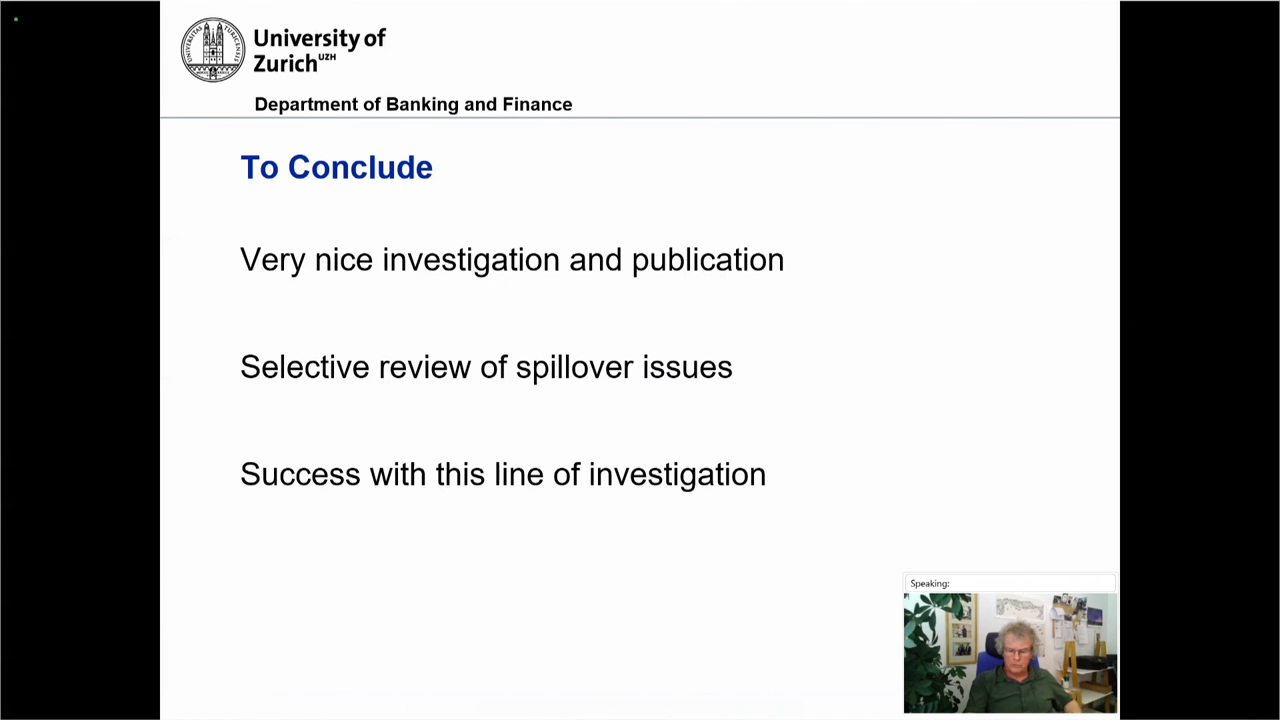 University of
Zurich UZH
Department of Banking and Finance
To Conclude
Very nice investigation and publication
Selective review of spillover issues
Success with this line of investigation
Speaking: